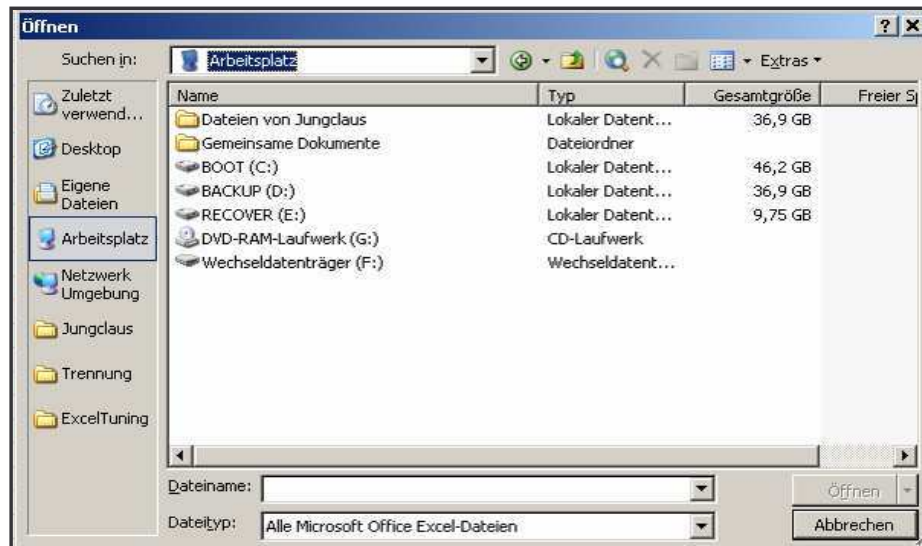 Öffnen
Suchen in:
Arbeitsplatz
Extras
Zuletzt
verwend...
Desktop
Eigene
Dateien
Arbeitsplatz
Netzwerk
Umgebung
Jungclaus
Trennung
ExcelTuning
Name Typ Gesamtgröße Freier Sp
Dateien von Jungclaus Lokaler Datent... 36,9 GB
Gemeinsame Dokumente Dateiordner
BOOT (C:) Lokaler Datent... 46,2 GB
BACKUP (D:) Lokaler Datent... 36,9 GB
RECOVER (E:) Lokaler Datent... 9,75 GB
DVD-RAM-Laufwerk (G:) CD-Laufwerk
Wechseldatenträger (F:) Wechseldatent...
Dateiname:
Öffnen
Dateityp: Alle Microsoft Office Excel-Dateien
Abbrechen